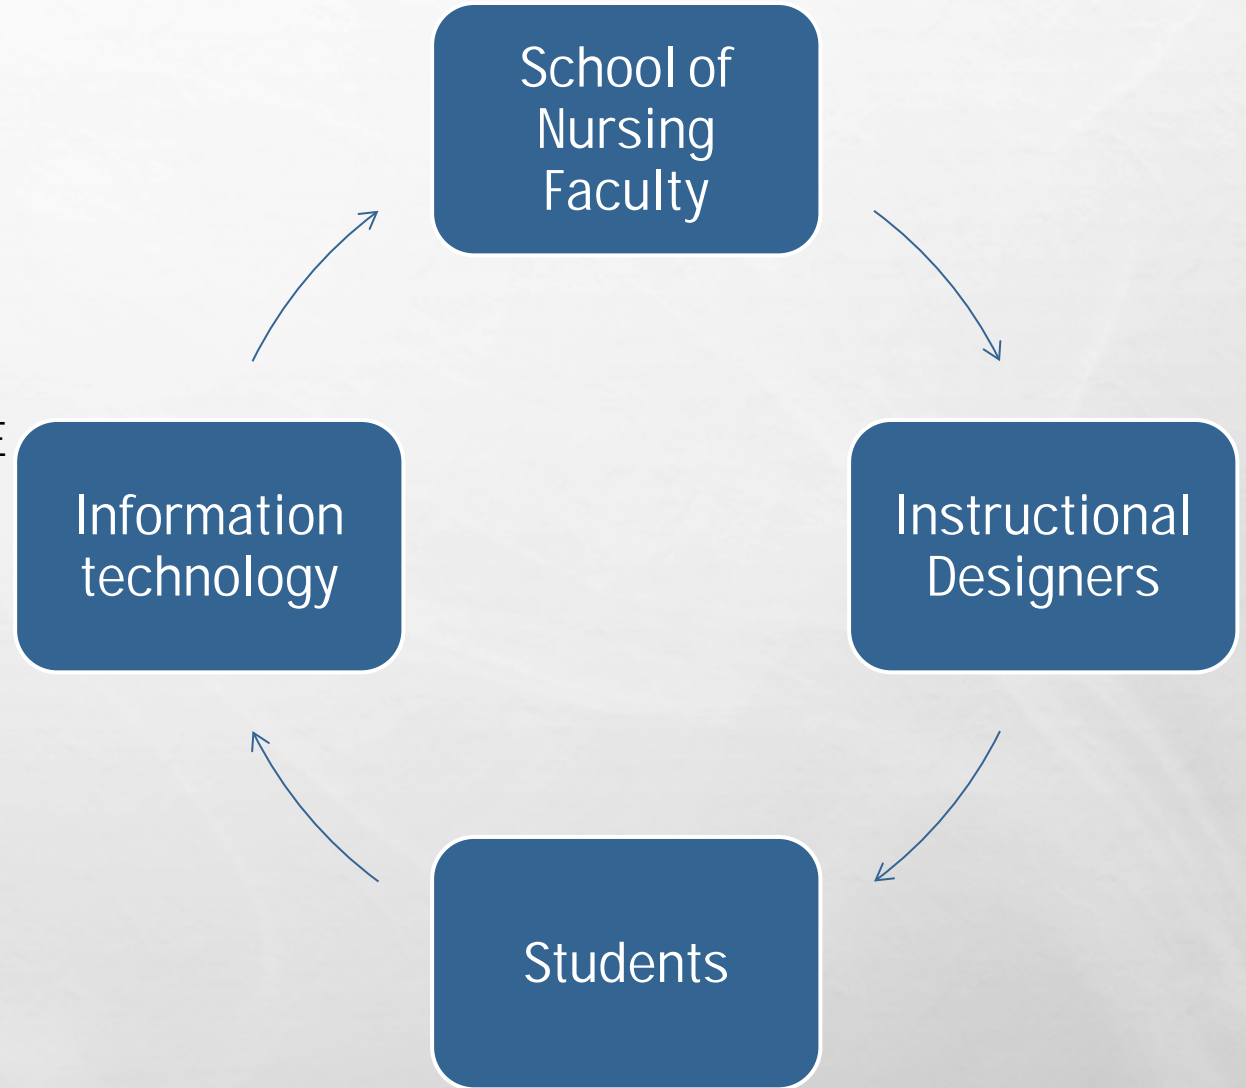 School of
Nursing
Faculty
E
Information
technology
Instructional
Designers
Students